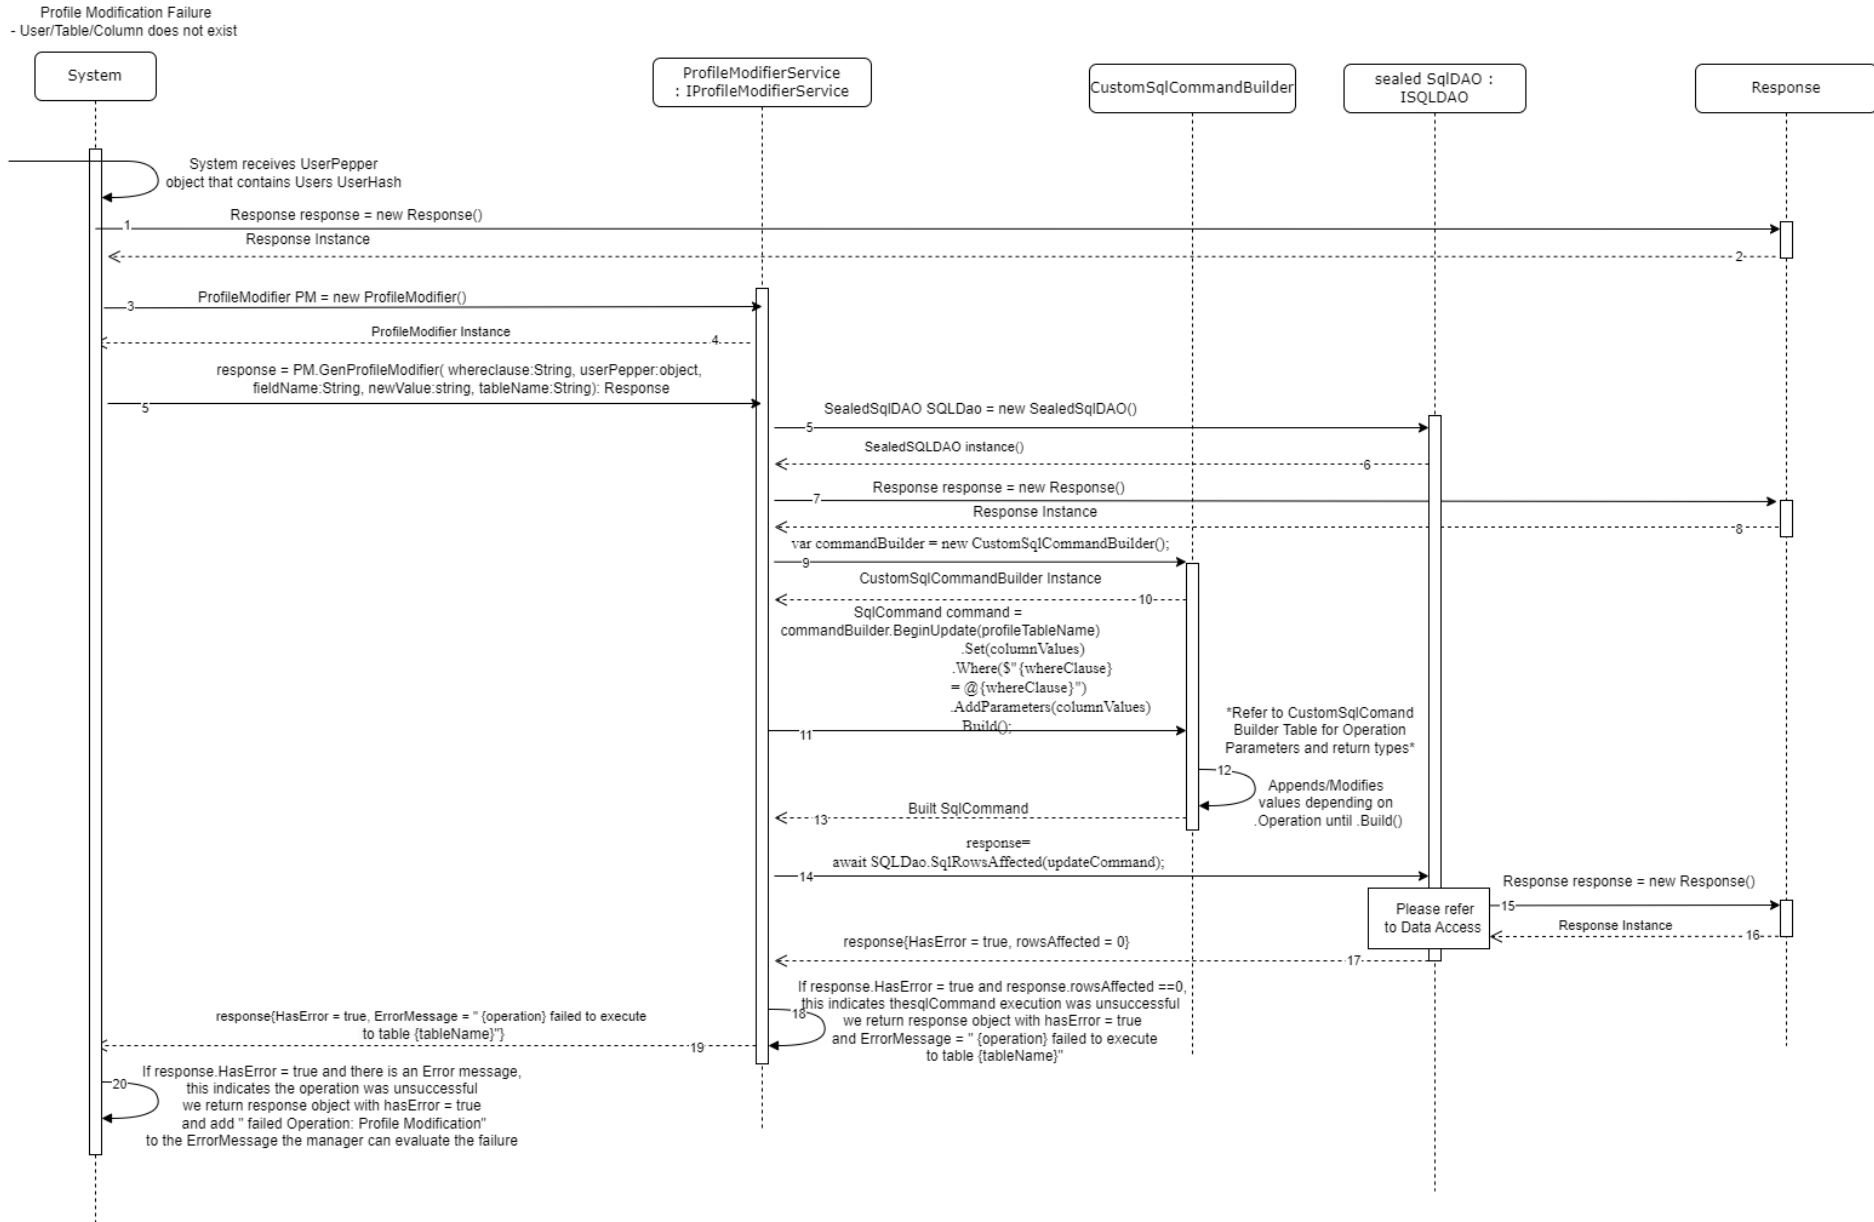 Profile Modification Failure
- User/Table/Column does not exist
System
ProfileModifierService
: IProfileModifierService
CustomSqlCommandBuilder
sealed SqlDAO :
ISQLDAO
Response
System receives UserPepper
object that contains Users UserHash
Response response = new Response()
1
Response Instance
2
ProfileModifier PM = new ProfileModifier()
3
ProfileModifier Instance
4
response = PM.GenProfileModifier( whereclause:String, userPepper:object,
fieldName:String, newValue:string, tableName:String): Response
5
SealedSqlDAO SQLDao = new SealedSqlDAO()
5
SealedSQLDAO instance()
6
Response response = new Response()
7
Response Instance
8
var commandBuilder = new CustomSqlCommandBuilder();
9
CustomSqlCommandBuilder Instance
10
SqlCommand command =
commandBuilder.BeginUpdate(profileTableName)
.Set(columnValues)
.Where($"{whereClause}
= @{whereClause}")
.AddParameters(columnValues)
.Build();
11
*Refer to CustomSqlComand
Builder Table for Operation
Parameters and return types*
12
Appends/Modifies
values depending on
.Operation until .Build()
Built SqlCommand
13
response=
await SQLDao.SqlRowsAffected(updateCommand);
14
Please refer
to Data Access
Response response = new Response()
15
Response Instance
16
response{HasError = true, rowsAffected = 0}
17
If response.HasError = true and response.rowsAffected ==0,
this indicates thesqlCommand execution was unsuccessful
we return response object with hasError = true
and ErrorMessage = " {operation} failed to execute
to table {tableName}"
18
response{HasError = true, ErrorMessage = " {operation} failed to execute
to table {tableName}"}
19
If response.HasError = true and there is an Error message,
this indicates the operation was unsuccessful
we return response object with hasError = true
and add " failed Operation: Profile Modification"
to the ErrorMessage the manager can evaluate the failure
20